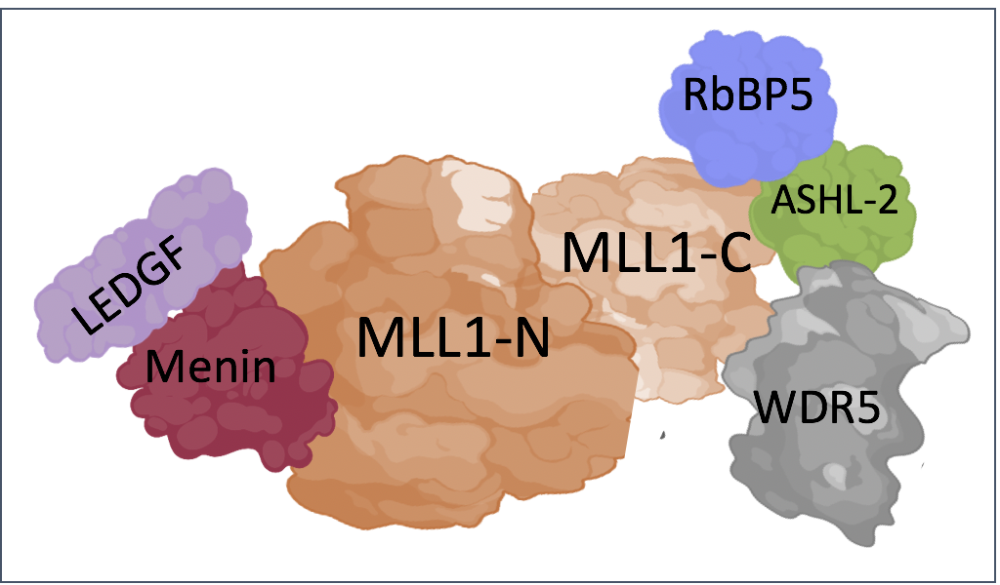 RbBP5
ASHL-2
MLL1-C
LEDGF
MLL1-N
Menin
WDR5